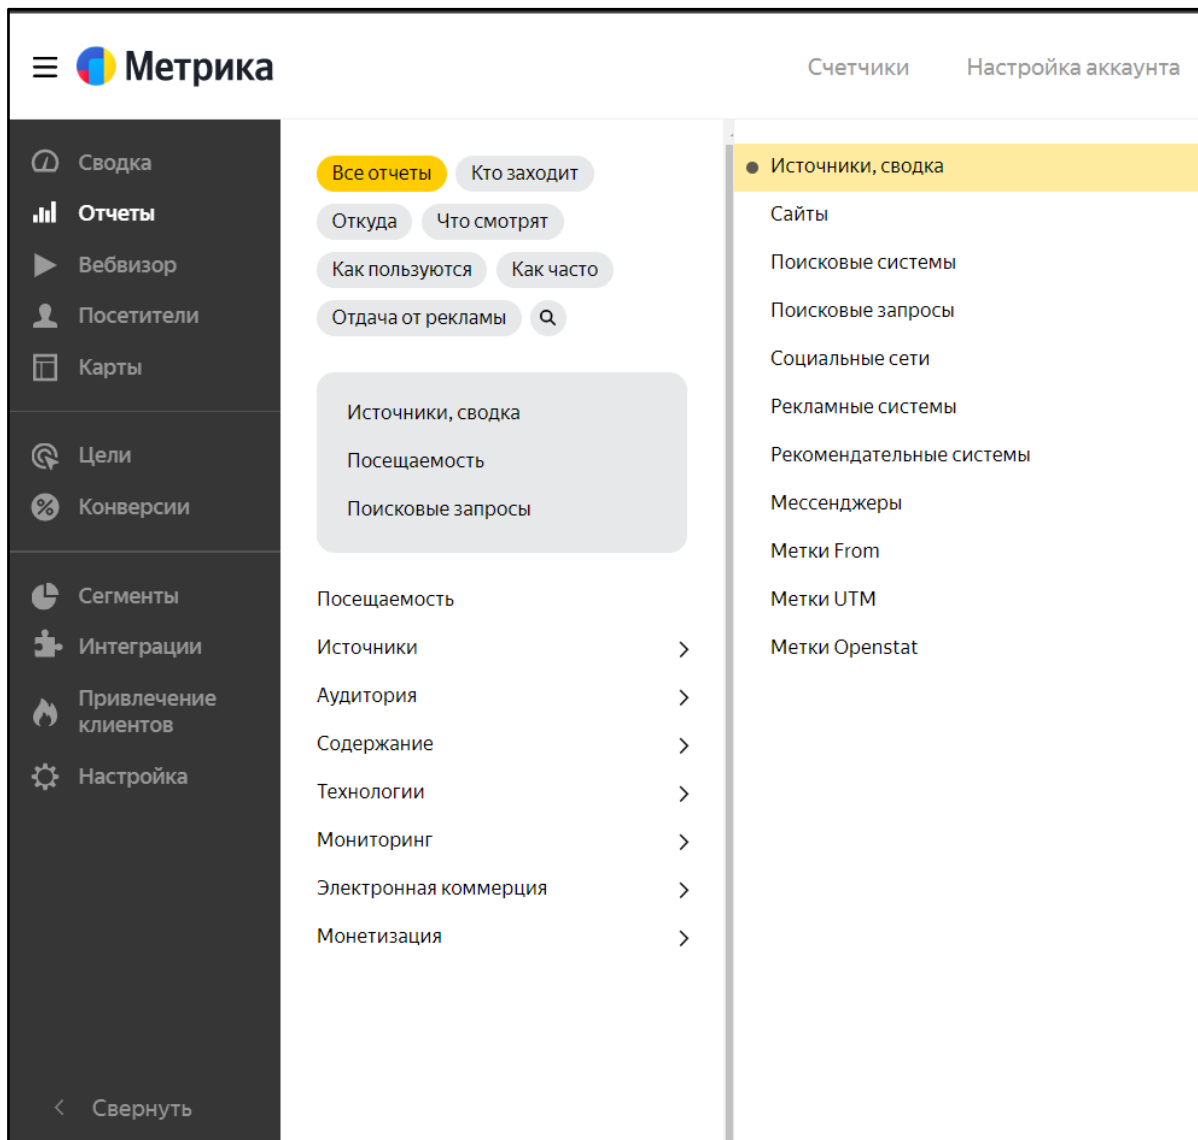 Метрика
Счетчики
Настройка аккаунта
Сводка
Отчеты
Вебвизор
Посетители
Карты
Цели
Конверсии
Сегменты
Интеграции
Привлечение
клиентов
Настройка
Свернуть
Все отчеты
Кто заходит
Откуда
Что смотрят
Как пользуются
Как часто
Отдача от рекламы
Источники, сводка
Посещаемость
Поисковые запросы
Посещаемость
Источники
Аудитория
Содержание
Технологии
Мониторинг
Электронная коммерция
Монетизация
Источники, сводка
Сайты
Поисковые системы
Поисковые запросы
Социальные сети
Рекламные системы
Рекомендательные системы
Мессенджеры
Метки From
Метки UTM
Метки Openstat